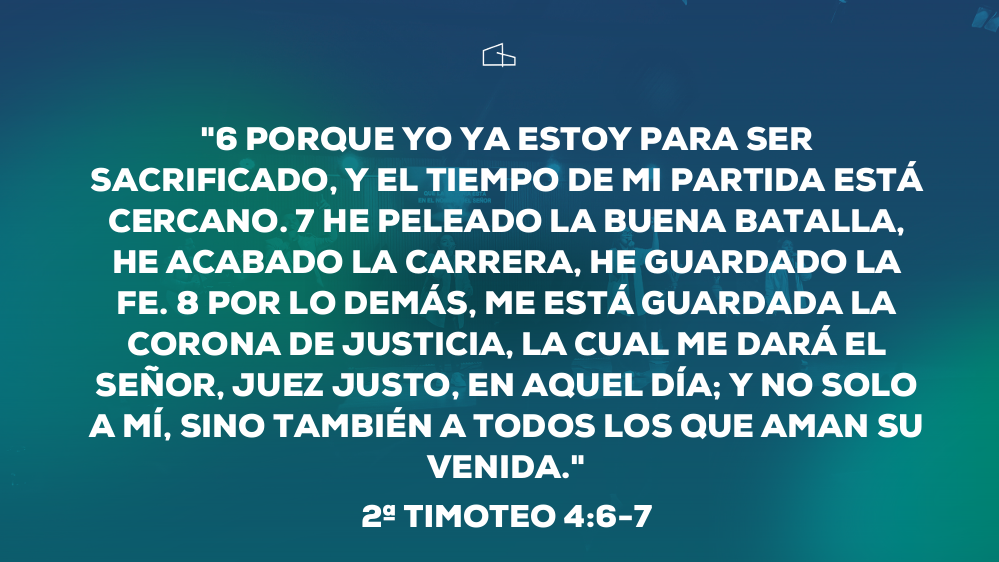 "6 PORQUE YO YA ESTOY PARA SER
SACRIFICADO, Y EL TIEMPO DE MI PARTIDA ESTÁ
CERCANO. 7 HE PELEADO LA BUENA BATALLA,
HE ACABADO LA CARRERA, HE GUARDADO LA
FE. 8 POR LO DEMÁS, ME ESTÁ GUARDADA LA
CORONA DE JUSTICIA, LA CUAL ME DARÁ EL
SEÑOR, JUEZ JUSTO, EN AQUEL DÍA; Y NO SOLO
A MÍ, SINO TAMBIÉN A TODOS LOS QUE AMAN SU
VENIDA."
2ª TIMOTEO 4:6-7